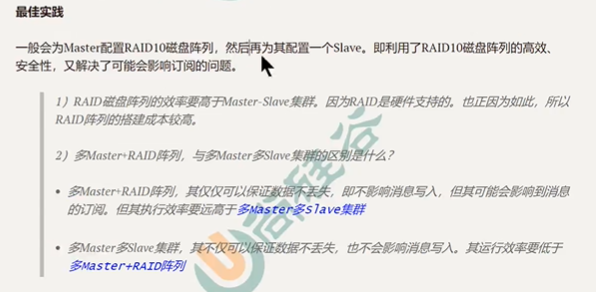 最佳实践
一般会为Master配置RAID10磁盘阵列，然后再为其配置一个Slave。即利用了RAID10磁盘阵列的高效、
安全性，又解决了可能会影响订阅的问题。
1）RAID磁盘阵列的效率要高于Master-Slave集群。因为RAID是硬件支持的。也正因为如此，所以
RAID阵列的搭建成本较高。
2）多Master+RAID阵列，与多Master多Slave集群的区别是什么？
• 多Master+RAID阵列，其仅仅可以保证数据不丢失，即不影响消息写入，但其可能会影响到消息
的订阅。但其执行效率要远高于多Master多Slave集群
• 多Master多Slave集群，其不仅可以保证数据不丢失，也不会影响消息写入。其运行效率要低于
多Master+RAID阵列
尚硅谷